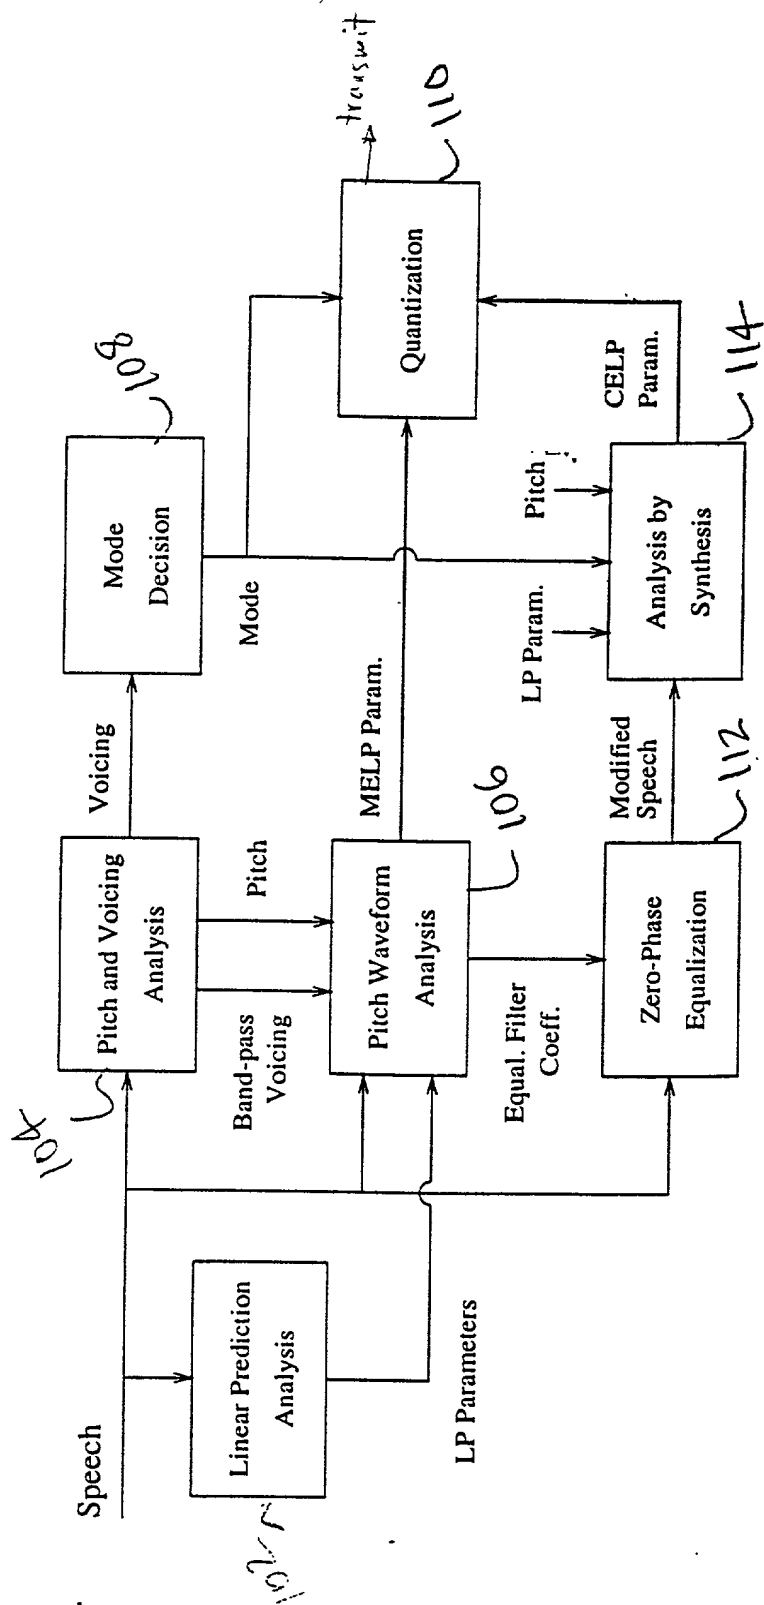 Speech
102
Linear Prediction
Analysis
LP Parameters
104
Pitch and Voicing
Analysis
Voicing
Band-pass
Voicing
Pitch
Mode
Decision
108
Mode
Pitch Waveform
Analysis
106
MELP Param.
Equal. Filter
Coeff.
Zero-Phase
Equalization
112
Modified
Speech
LP Param.
Pitch
Analysis by
Synthesis
114
CELP
Param.
Quantization
110
transmit